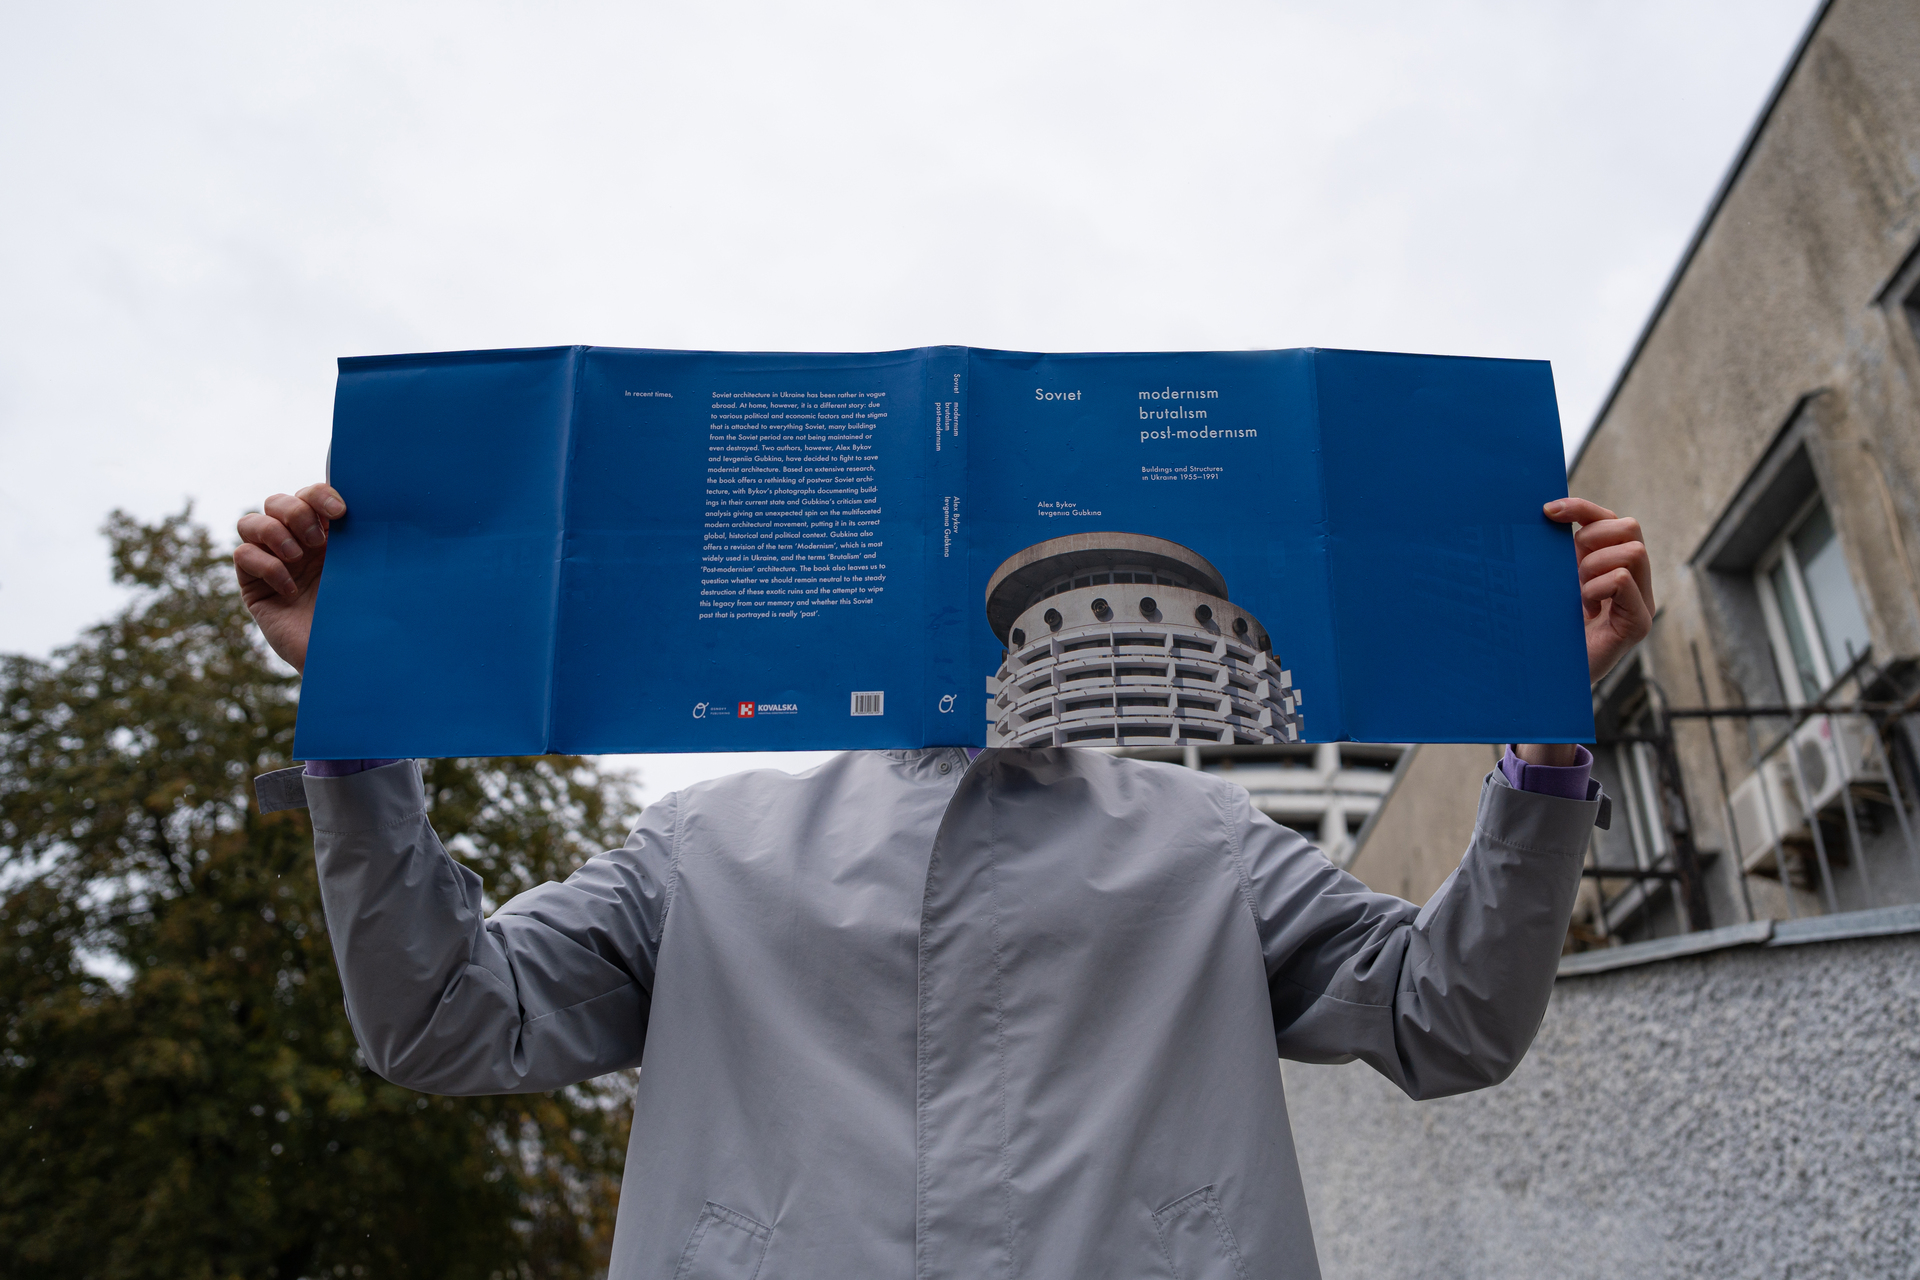 In recent times,
Soviet architecture in Ukraine has been rather in vogue
abroad. At home, however, it is a different story: due
to various political and economic factors and the stigma
that is attached to everything Soviet, many buildings
from the Soviet period are not being maintained or
even destroyed. Two authors, however, Alex Bykov
and Ievgeniia Gubkina, have decided to fight to save
modernist architecture. Based on extensive research,
the book offers a rethinking of postwar Soviet archi-
tecture, with Bykov's photographs documenting build-
ings in their current state and Gubkina's criticism and
analysis giving an unexpected spin on the multifaceted
modern architectural movement, putting it in its correct
global, historical and political context. Gubkina also
offers a revision of the term 'Modernism', which is most
widely used in Ukraine, and the terms 'Brutalism' and
'Post-modernism' architecture. The book also leaves us to
question whether we should remain neutral to the steady
destruction of these exotic ruins and the attempt to wipe
this legacy from our memory and whether this Soviet
past that is portrayed is really 'past'.
KOVALSKA
Soviet modernism
brutalism
post-modernism
Alex Bykov
Ievgeniia Gubkina
Soviet
modernism
brutalism
post-modernism
Buildings and Structures
in Ukraine 1955–1991
Alex Bykov
Ievgeniia Gubkina